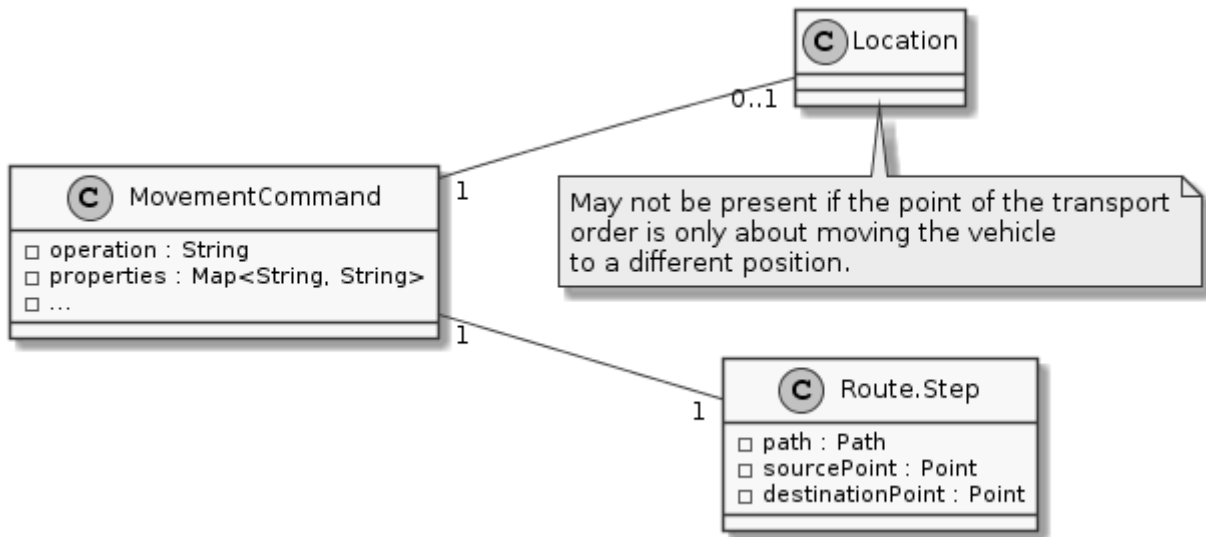 C Location
0..1
C MovementCommand
1
operation : String
properties : Map<String, String>
...
1
May not be present if the point of the transport
order is only about moving the vehicle
to a different position.
C Route.Step
1
path : Path
sourcePoint : Point
destinationPoint : Point